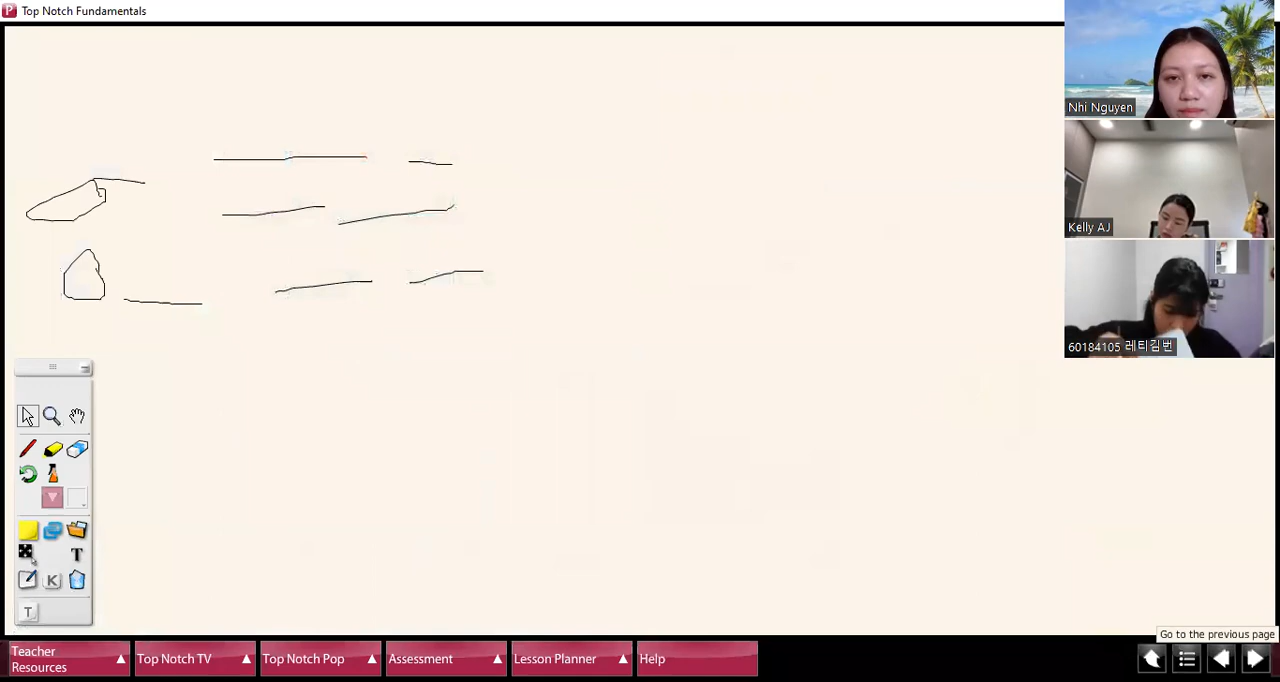 Top Notch Fundamentals
Nhi Nguyen
Kelly AJ
60184105 레티김번
T
K
T
Go to the previous page
Teacher
Resources
Top Notch TV
Top Notch Pop
Assessment
Lesson Planner
Help